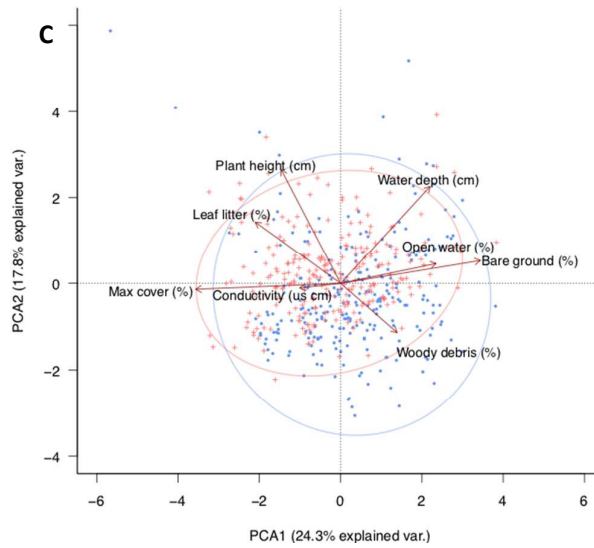 C
4
2
0
−2
−4
PCA2 (17.8% explained var.)
Plant height (cm)
Water depth (cm)
Leaf litter (%)
Open water (%)
Bare ground (%)
Max cover (%)
Conductivity (us cm)
Woody debris (%)
−6 −4 −2 0 2 4 6
PCA1 (24.3% explained var.)